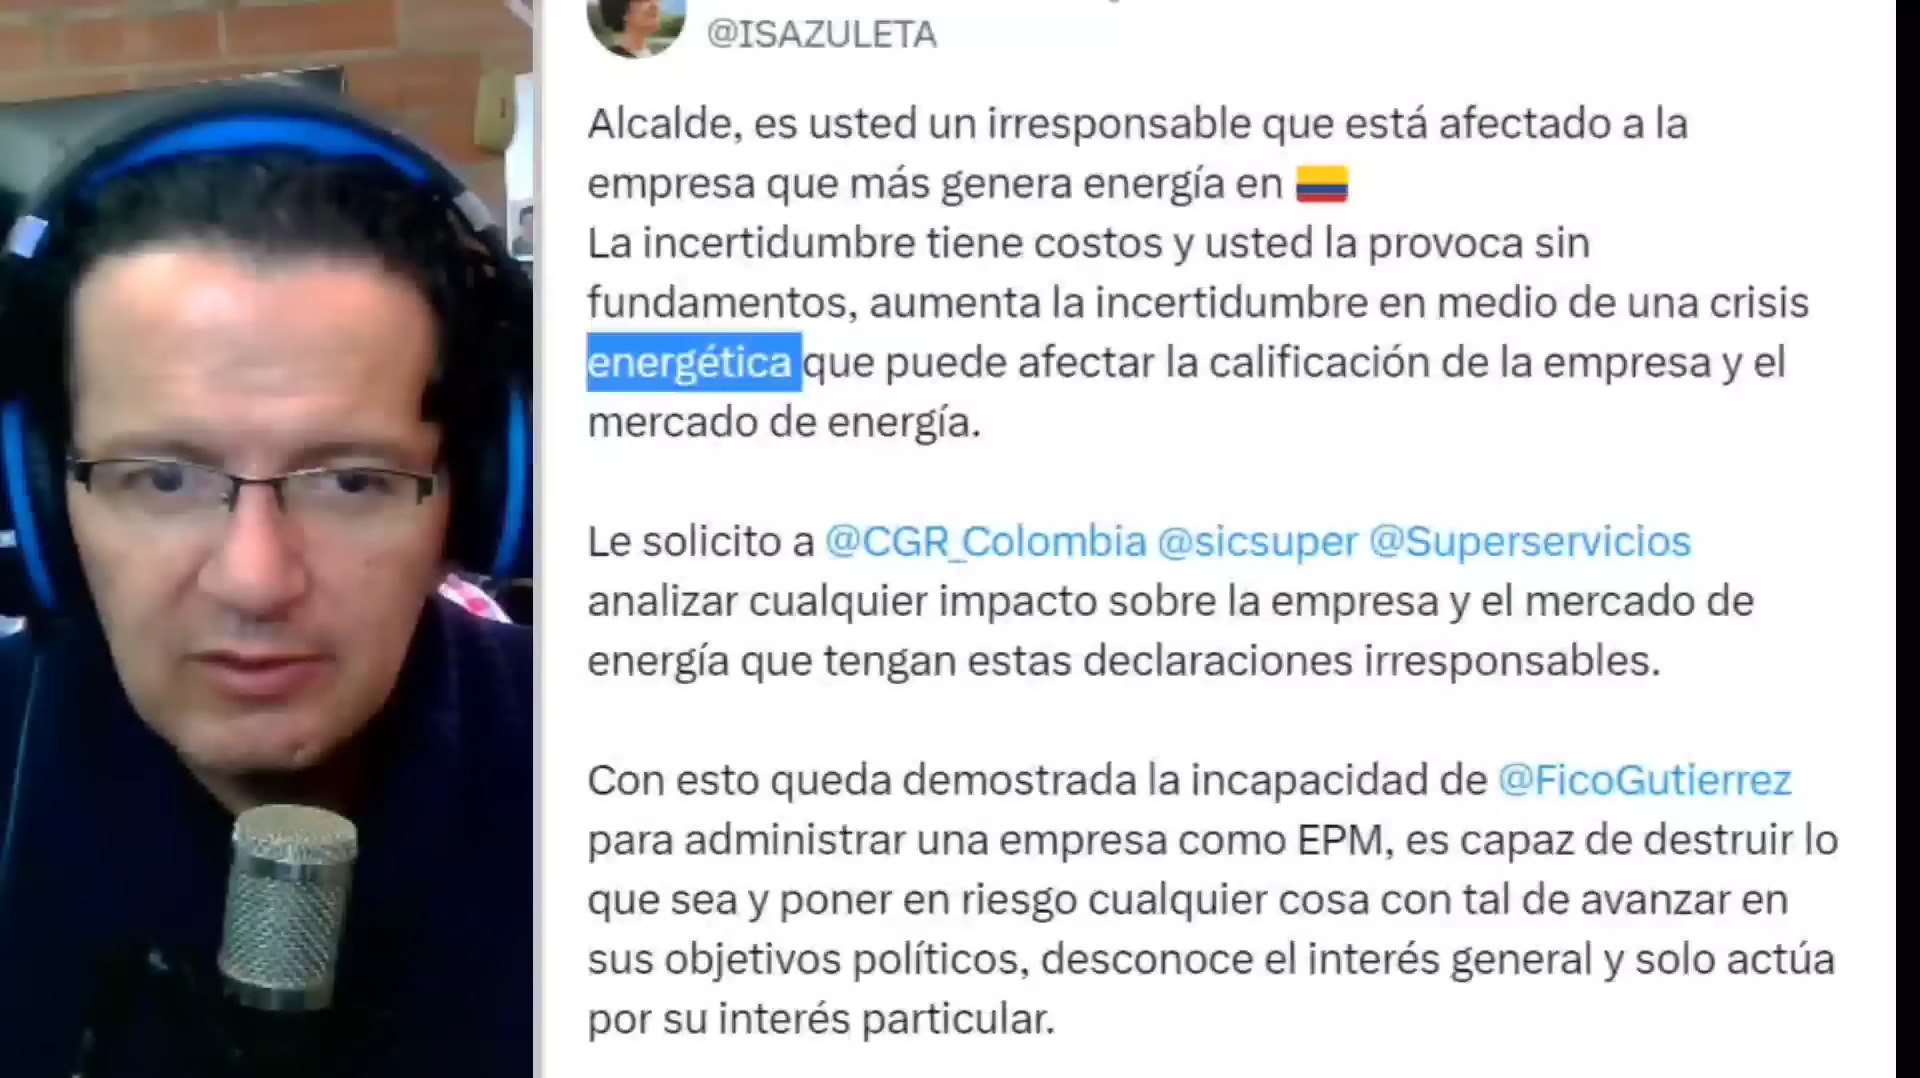 @ISAZULETA
Alcalde, es usted un irresponsable que está afectado a la
empresa que más genera energía en
La incertidumbre tiene costos y usted la provoca sin
fundamentos, aumenta la incertidumbre en medio de una crisis
energética que puede afectar la calificación de la empresa y el
mercado de energía.
Le solicito a @CGR_Colombia @sicsuper @Superservicios
analizar cualquier impacto sobre la empresa y el mercado de
energía que tengan estas declaraciones irresponsables.
Con esto queda demostrada la incapacidad de @FicoGutierrez
para administrar una empresa como EPM, es capaz de destruir lo
que sea y poner en riesgo cualquier cosa con tal de avanzar en
sus objetivos políticos, desconoce el interés general y solo actúa
por su interés particular.